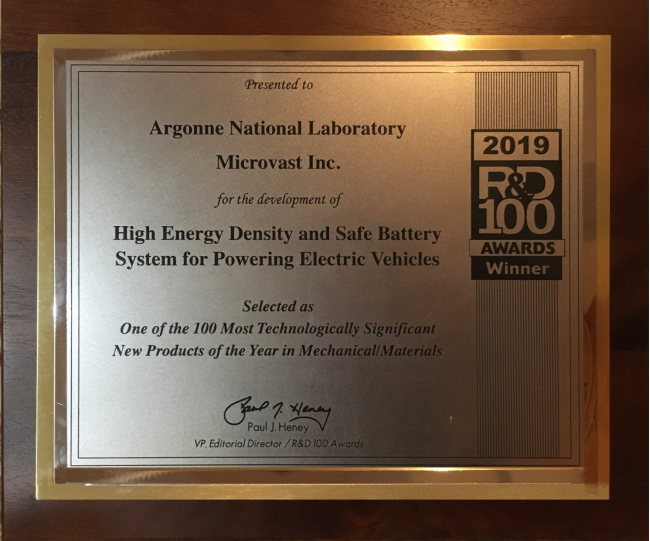 Presented to
Argonne National Laboratory
Microvast Inc.
for the development of
High Energy Density and Safe Battery
System for Powering Electric Vehicles
Selected as
One of the 100 Most Technologically Significant
New Products of the Year in Mechanical/Materials
Paul J. Heney
Paul J. Heney
VP, Editorial Director / R&D 100 Awards
2019
R&D
100
AWARDS
Winner